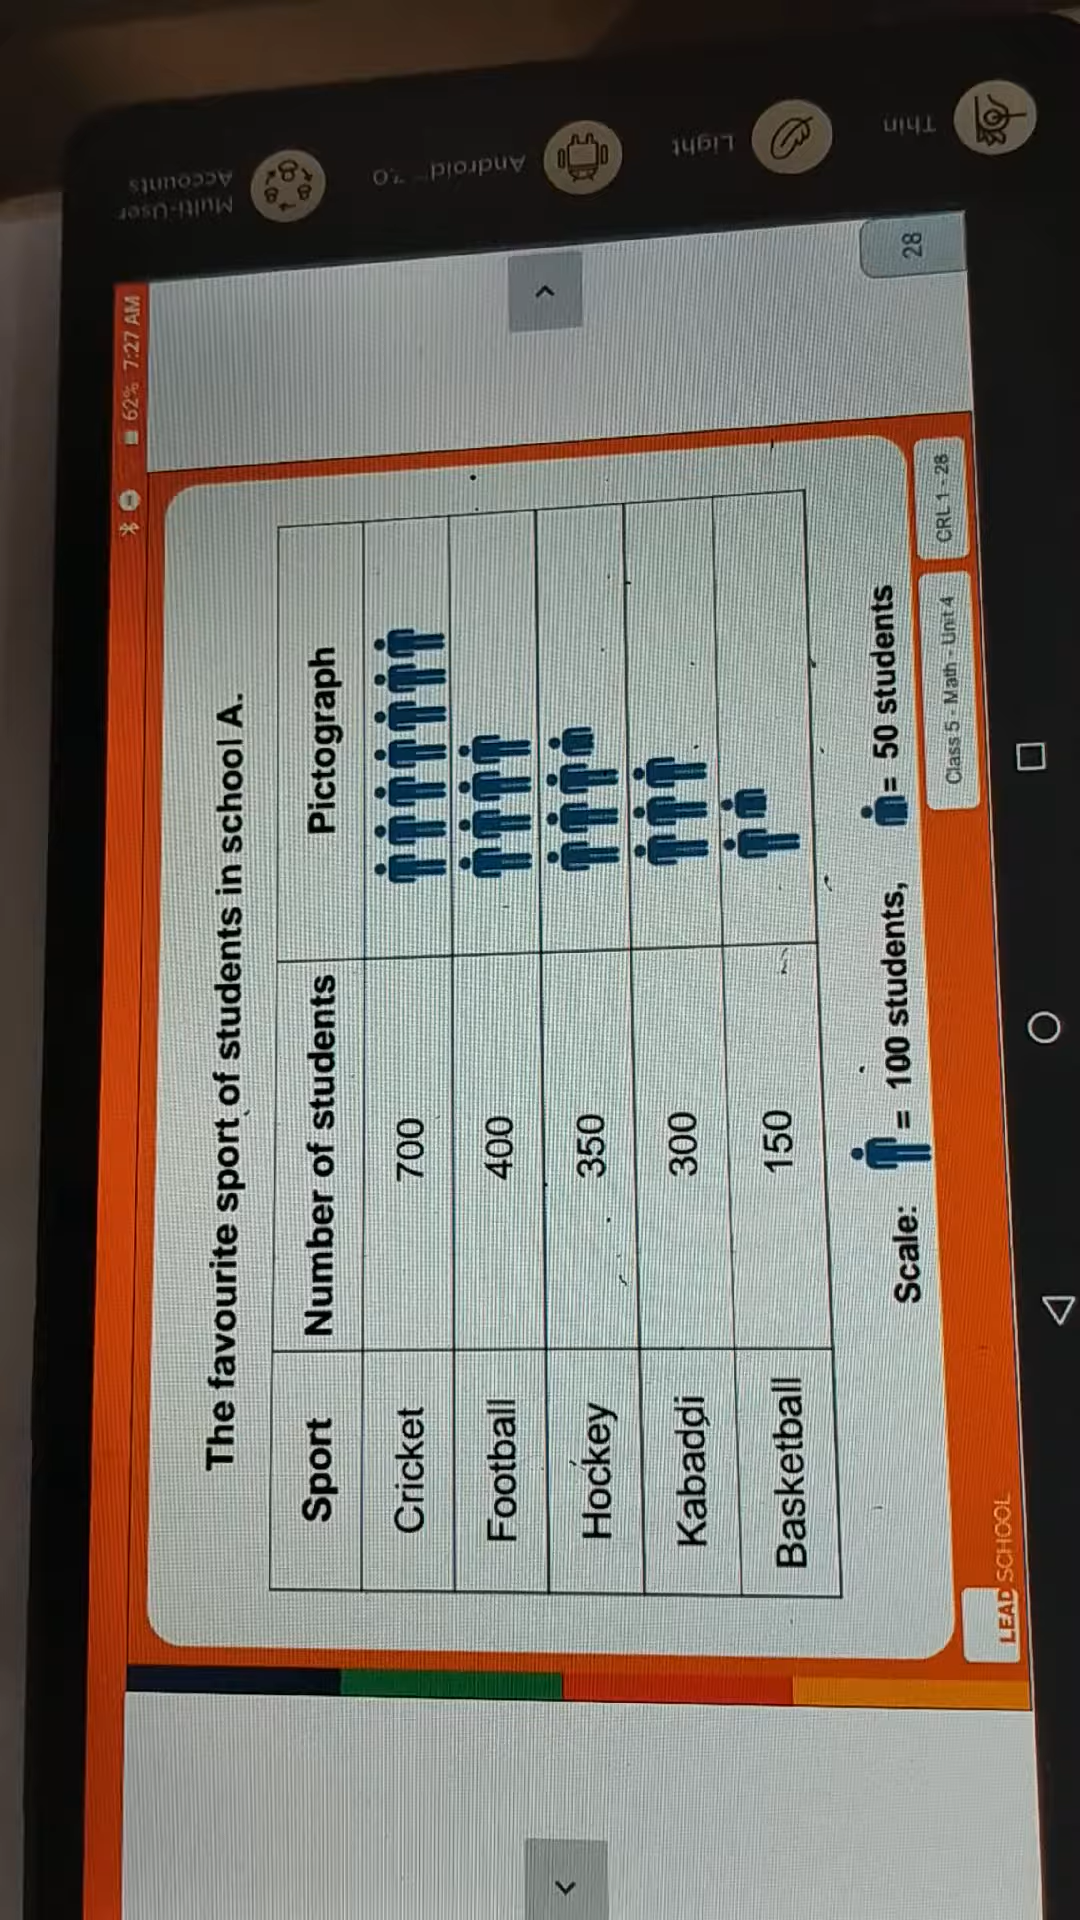 62% 7:27 AM
The favourite sport of students in school A.
Sport Number of students Pictograph
Cricket 700
Football 400
Hockey 350
Kabaddi 300
Basketball 150
Scale: = 100 students, = 50 students
LEAD SCHOOL
Class 5 - Math - Unit 4
CRL 1 - 28
28
Multi-User
Accounts
Android™ 7.0
Light
Thin